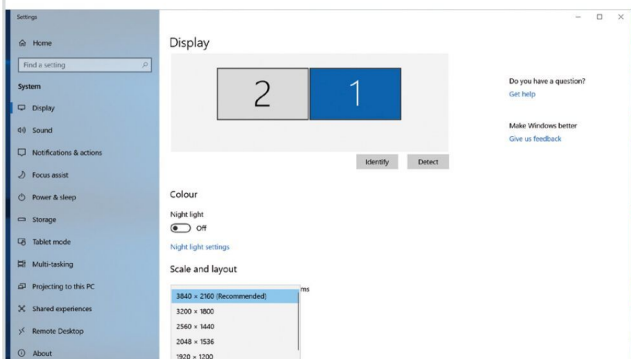 Settings
Home
Find a setting
System
Display
Sound
Notifications & actions
Focus assist
Power & sleep
Storage
Tablet mode
Multi-tasking
Projecting to this PC
Shared experiences
Remote Desktop
About
Display
2 1
Identify Detect
Colour
Night light
Off
Night light settings
Scale and layout
ms
3840 × 2160 (Recommended)
3200 × 1800
2560 × 1440
2048 × 1536
1920 × 1200
Do you have a question?
Get help
Make Windows better
Give us feedback